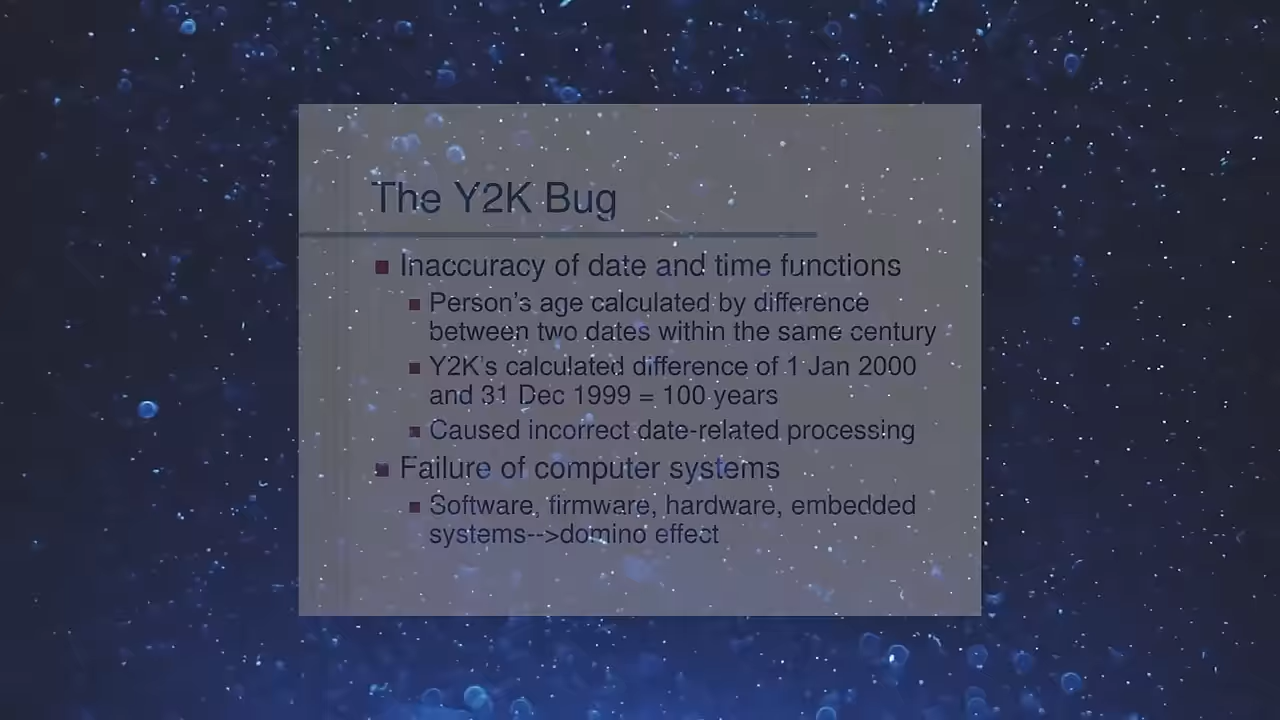 The Y2K Bug
Inaccuracy of date and time functions
Person's age calculated by difference
between two dates within the same century
Y2K's calculated difference of 1 Jan 2000
and 31 Dec 1999 = 100 years
Caused incorrect date-related processing
Failure of computer systems
Software, firmware, hardware, embedded
systems-->domino effect